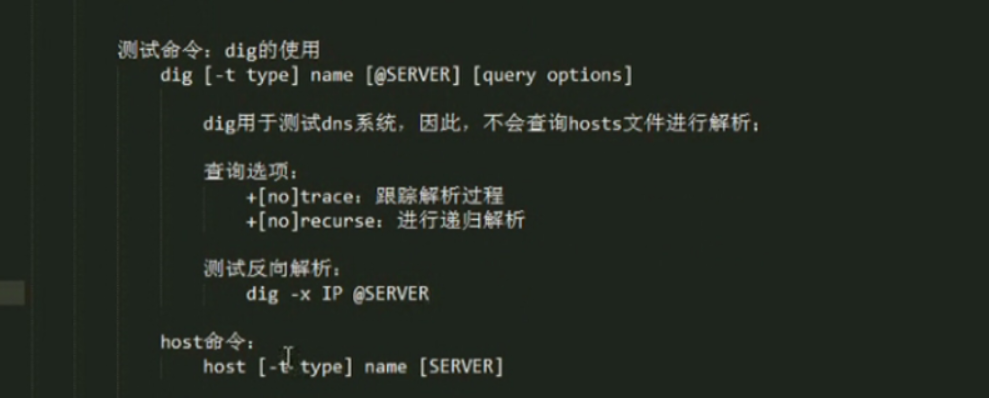 测试命令：dig的使用
dig [-t type] name [@SERVER] [query options]
dig用于测试dns系统，因此，不会查询hosts文件进行解析；
查询选项：
+[no]trace：跟踪解析过程
+[no]recurse：进行递归解析
测试反向解析：
dig -x IP @SERVER
host命令：
host [-t type] name [SERVER]